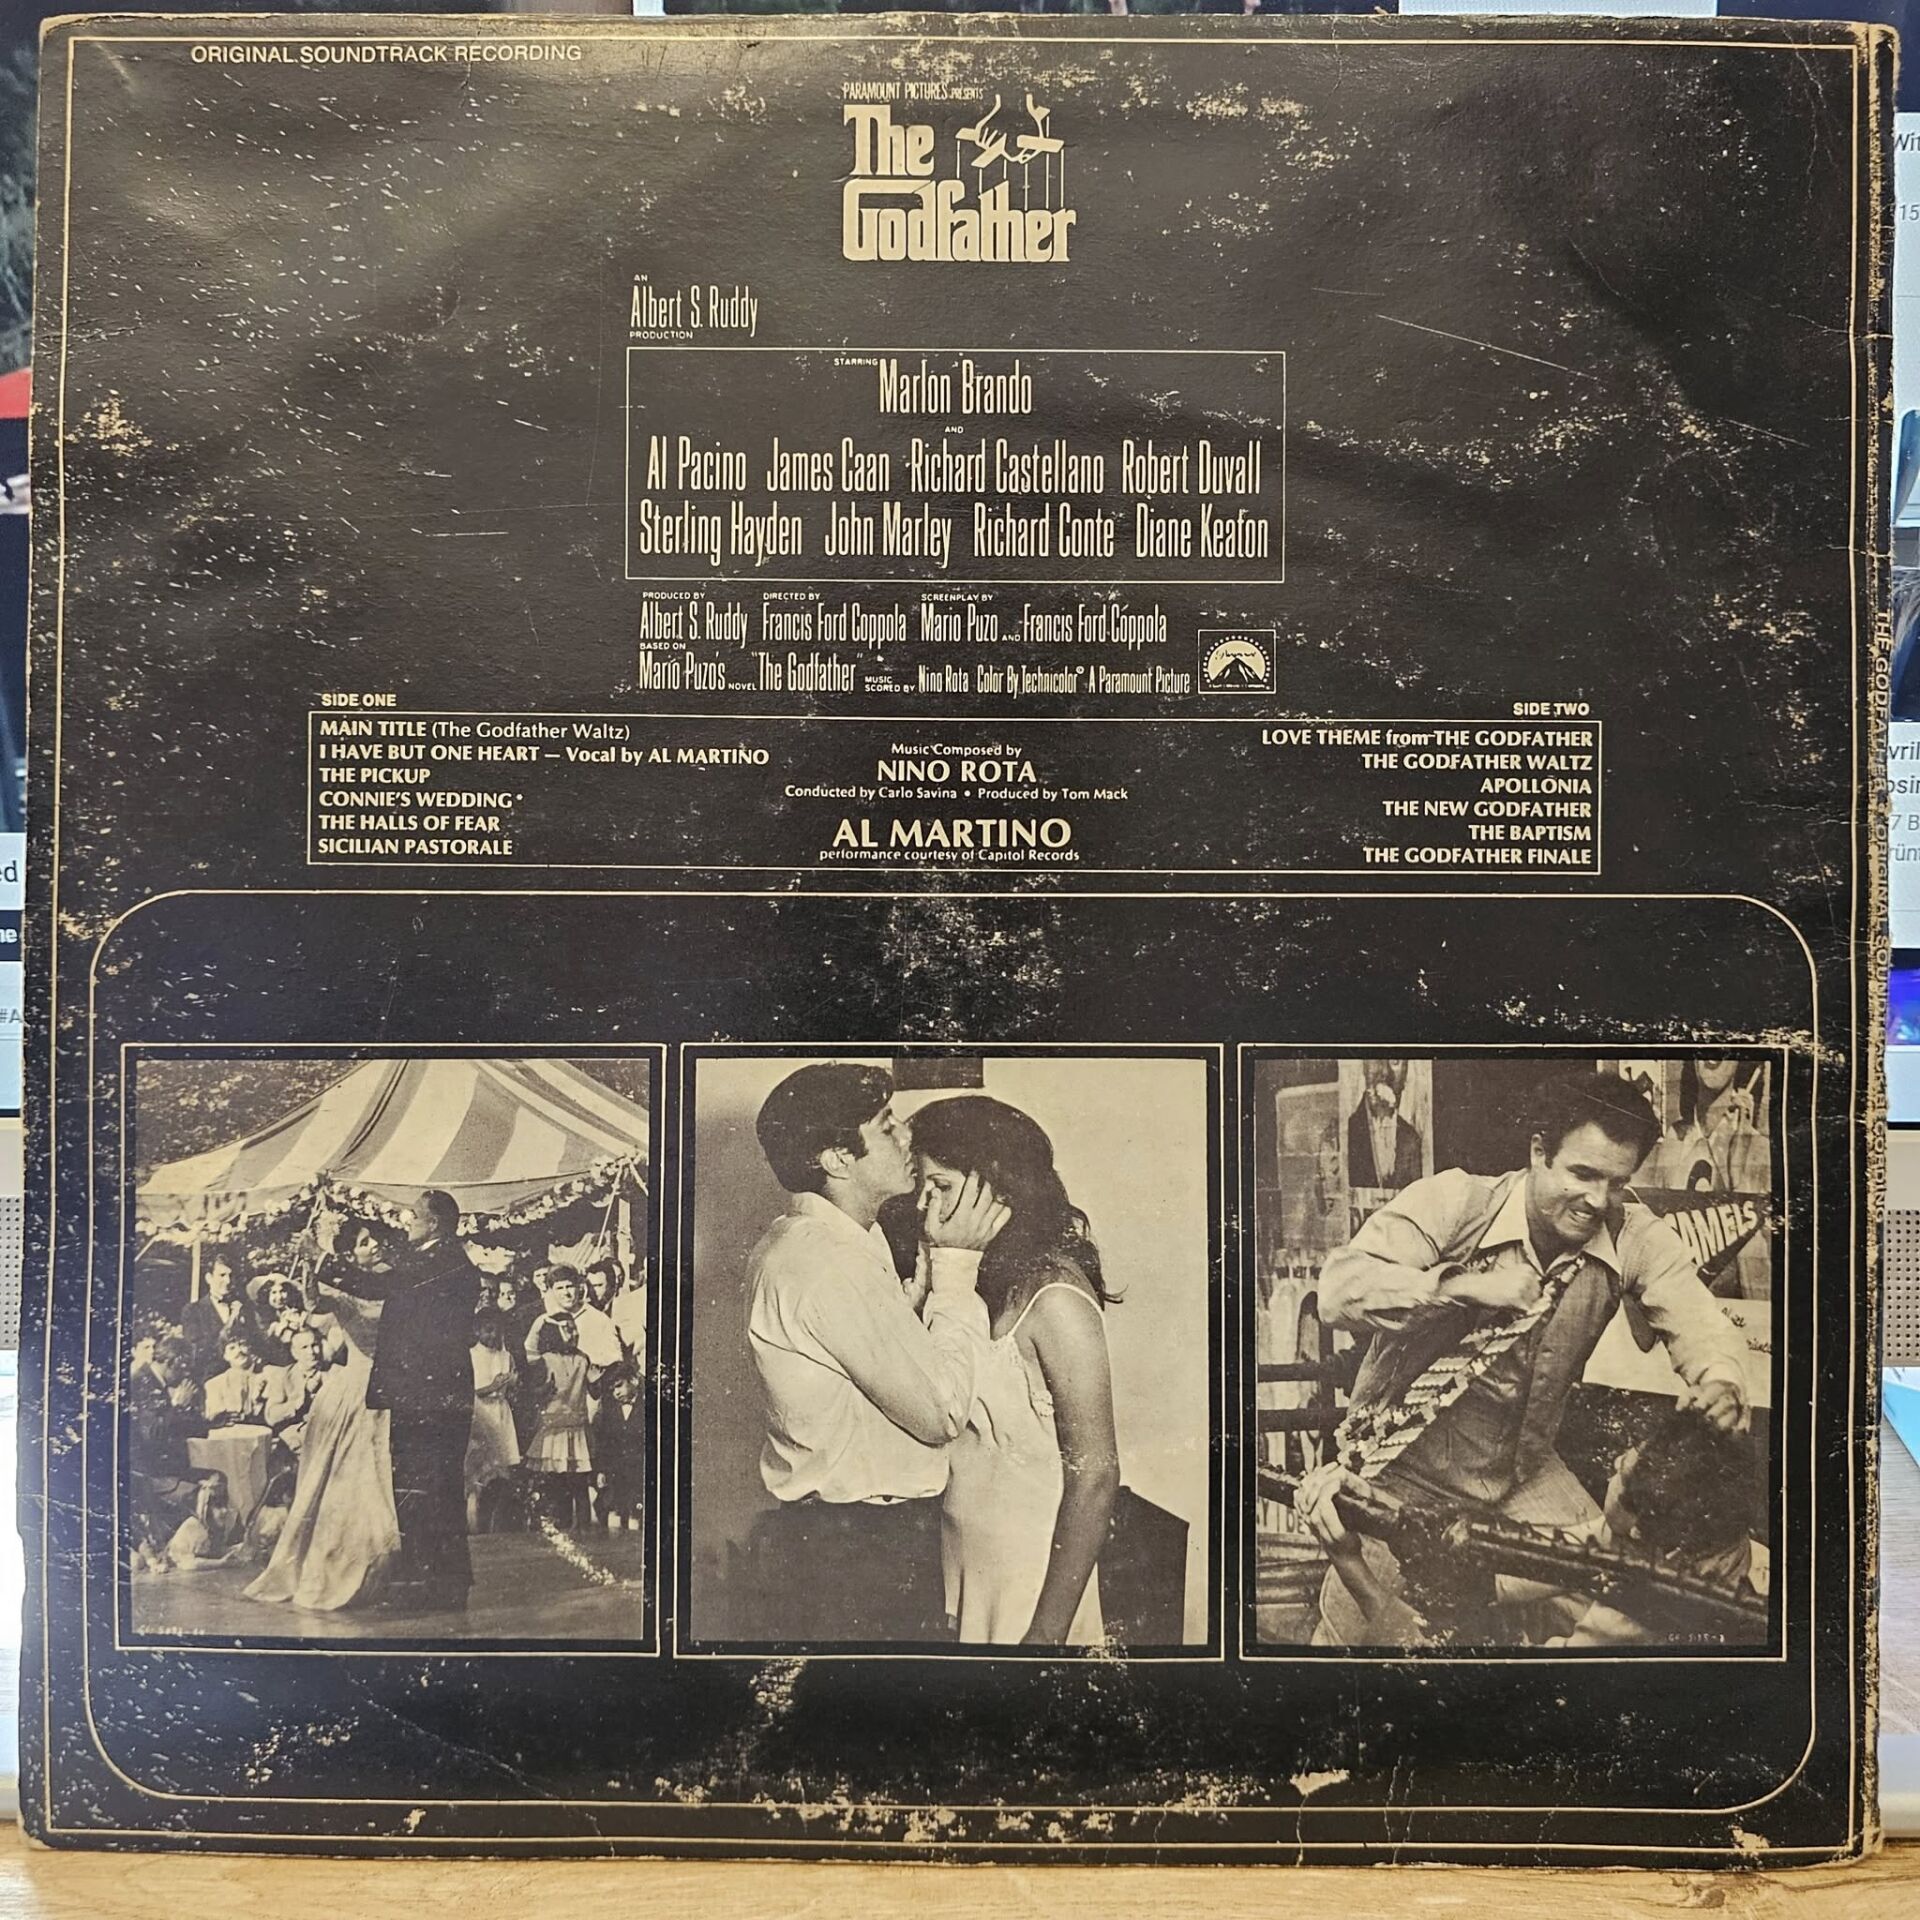 ORIGINAL SOUNDTRACK RECORDING
PARAMOUNT PICTURES PRESENTS
The
Godfather
AN
Albert S. Ruddy
PRODUCTION
STARRING Marlon Brando
AND
Al Pacino James Caan Richard Castellano Robert Duvall
Sterling Hayden John Marley Richard Conte Diane Keaton
PRODUCED BY DIRECTED BY SCREENPLAY BY
Albert S. Ruddy Francis Ford Coppola Mario Puzo AND Francis Ford Coppola
BASED ON
Mario Puzo's NOVEL "The Godfather" MUSIC SCORED BY Nino Rota Color By Technicolor® A Paramount Picture
Paramount
SIDE ONE
MAIN TITLE (The Godfather Waltz)
I HAVE BUT ONE HEART — Vocal by AL MARTINO
THE PICKUP
CONNIE'S WEDDING*
THE HALLS OF FEAR
SICILIAN PASTORALE
Music Composed by
NINO ROTA
Conducted by Carlo Savina • Produced by Tom Mack
AL MARTINO
performance courtesy of Capitol Records
SIDE TWO
LOVE THEME from THE GODFATHER
THE GODFATHER WALTZ
APOLLONIA
THE NEW GODFATHER
THE BAPTISM
THE GODFATHER FINALE
CAMELS
THE GODFATHER ORIGINAL SOUNDTRACK RECORDING